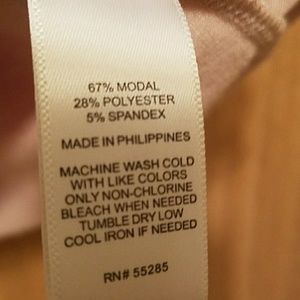 67% MODAL
28% POLYESTER
5% SPANDEX
MADE IN PHILIPPINES
MACHINE WASH COLD
WITH LIKE COLORS
ONLY NON-CHLORINE
BLEACH WHEN NEEDED
TUMBLE DRY LOW
COOL IRON IF NEEDED
RN# 55285